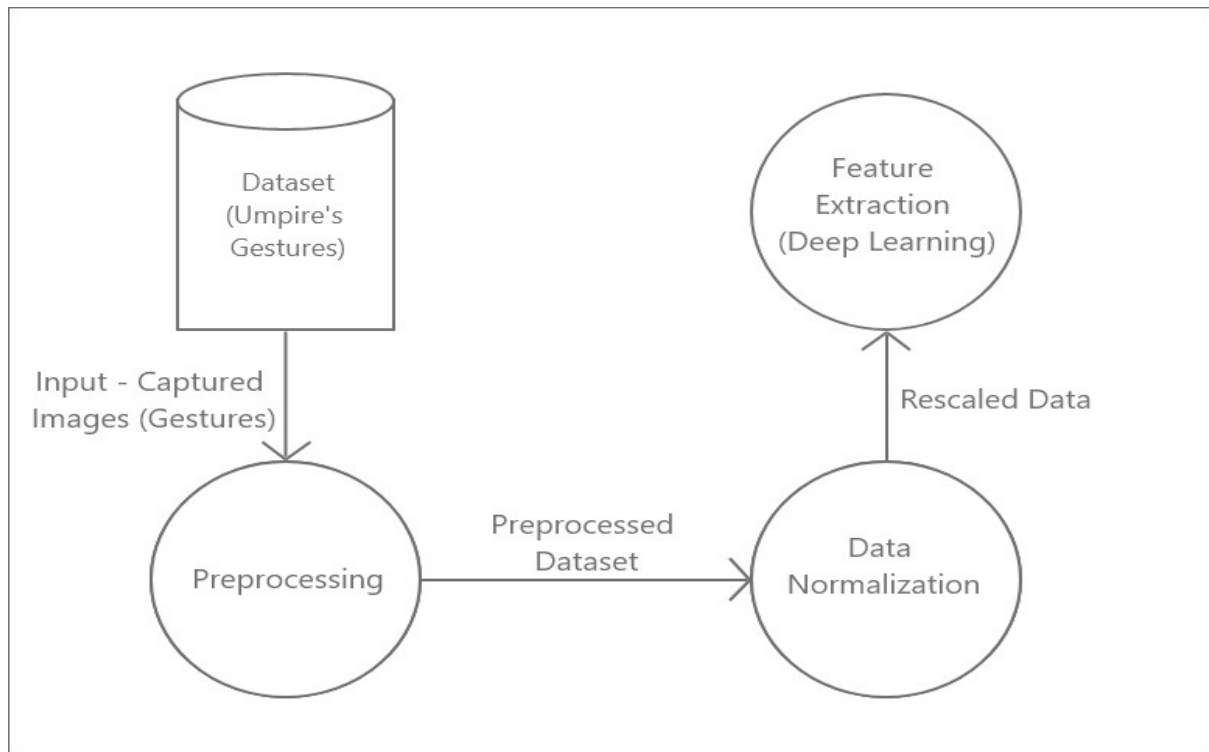 Dataset
(Umpire's
Gestures)
Input - Captured
Images (Gestures)
Preprocessing
Preprocessed
Dataset
Data
Normalization
Rescaled Data
Feature
Extraction
(Deep Learning)